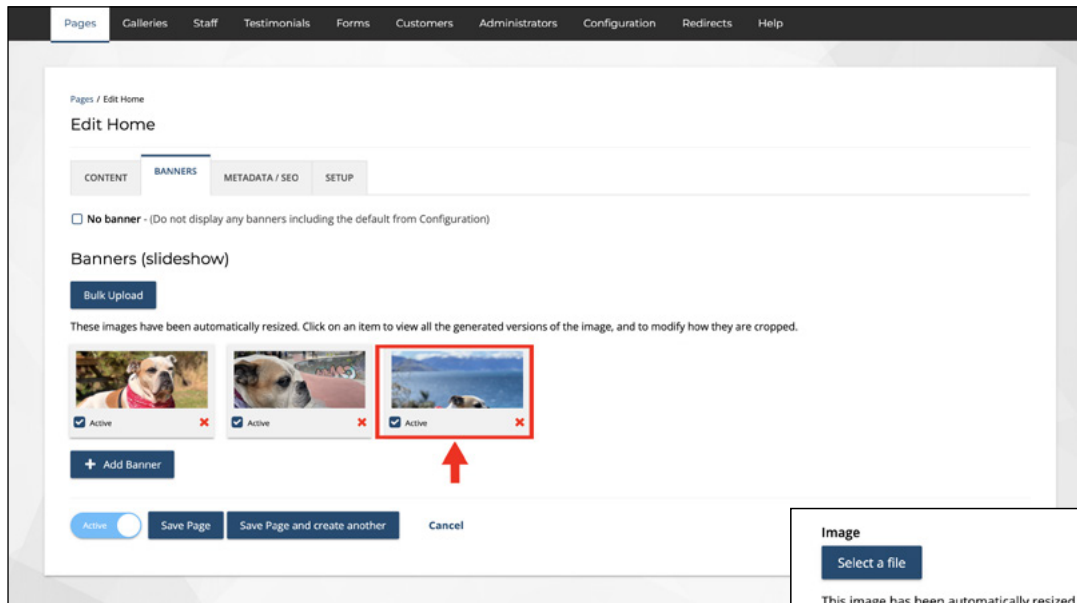 Pages Galleries Staff Testimonials Forms Customers Administrators Configuration Redirects Help
Pages / Edit Home
Edit Home
CONTENT BANNERS METADATA / SEO SETUP
No banner - (Do not display any banners including the default from Configuration)
Banners (slideshow)
Bulk Upload
These images have been automatically resized. Click on an item to view all the generated versions of the image, and to modify how they are cropped.
Active Active Active
+ Add Banner
Active Save Page Save Page and create another Cancel
Image
Select a file
This image has been automatically resized